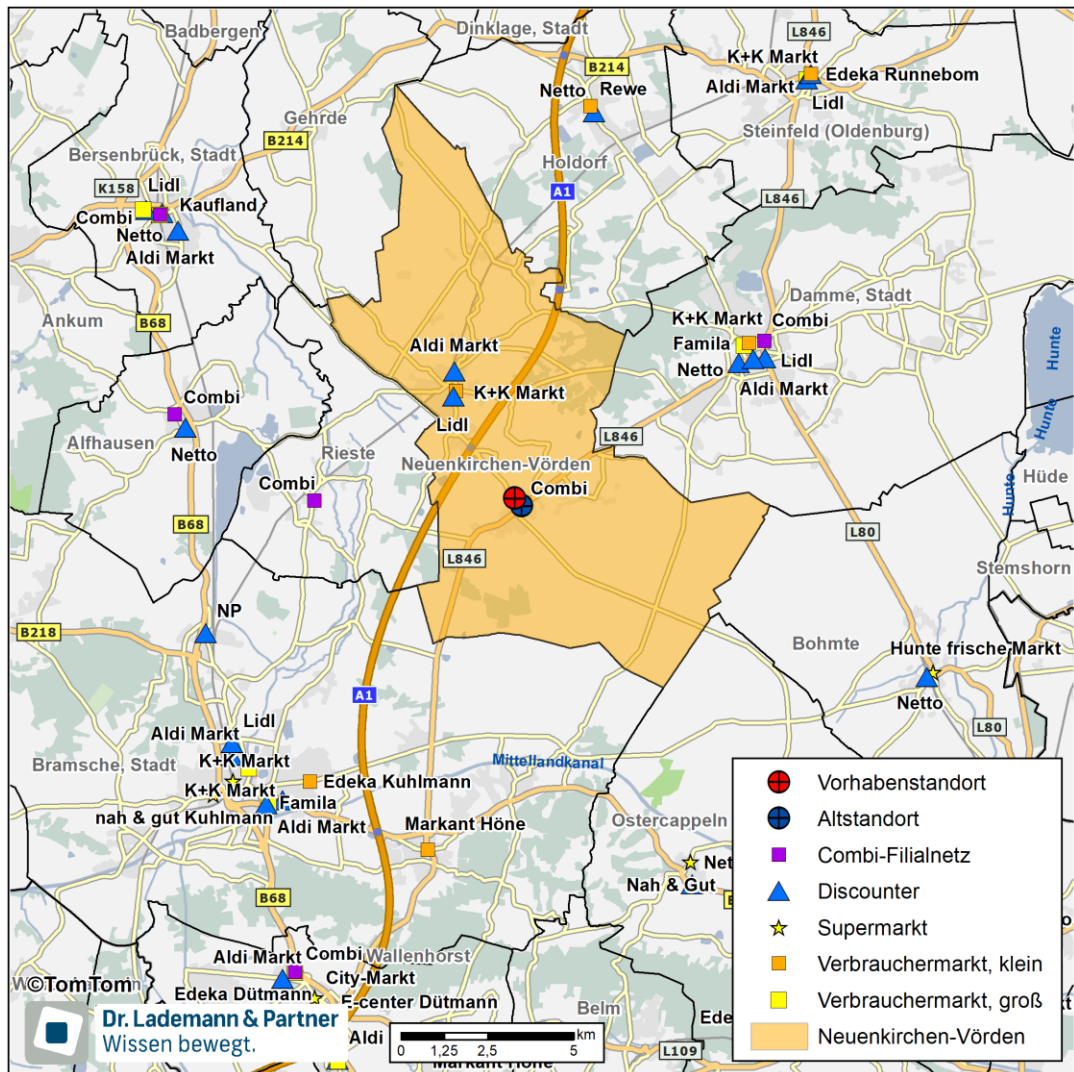 Badbergen
Dinklage, Stadt
L846
B214
K+K Markt
Edeka Runnebom
Netto
Rewe
Aldi Markt
Lidl
Gehrde
Steinfeld (Oldenburg)
B214
Bersenbrück, Stadt
Holdorf
K158
Lidl
A1
L846
Kaufland
Combi
Netto
Aldi Markt
Damme, Stadt
Ankum
B68
K+K Markt
Combi
Hunte
Famila
Aldi Markt
Netto
Lidl
Aldi Markt
K+K Markt
Combi
Lidl
Hunte
Alfhausen
Netto
Rieste
L846
Neuenkirchen-Vörden
Combi
Combi
Hüde
Hunte
B68
L80
L846
Stemshorn
NP
B218
Bohmte
Hunte frische Markt
A1
Netto
Lidl
Aldi Markt
L80
Bramsche, Stadt
K+K Markt
Mittellandkanal
Edeka Kuhlmann
K+K Markt
Famila
nah & gut Kuhlmann
Aldi Markt
Markant Höne
Ostercappeln
Net
Nah & Gut
B68
Aldi Markt
Combi
Wallenhorst
City-Markt
©TomTom
Edeka Dütmann
E-center Dütmann
Belm
Aldi
Markant Höne
L109
Dr. Lademann & Partner
Wissen bewegt.
km
0 1,25 2,5 5
Vorhabenstandort
Altstandort
Combi-Filialnetz
Discounter
Supermarkt
Verbrauchermarkt, klein
Verbrauchermarkt, groß
Neuenkirchen-Vörden